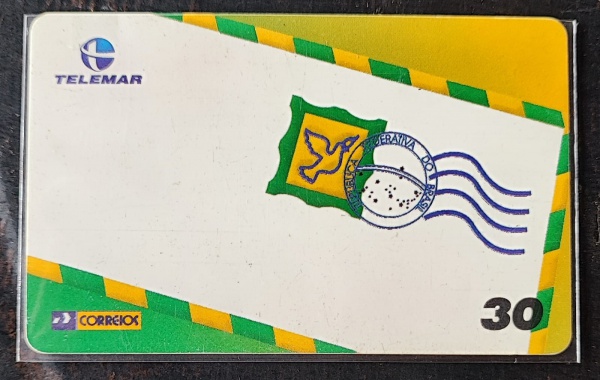 TELEMAR
REPÚBLICA FEDERATIVA DO BRASIL
CORREIOS
30